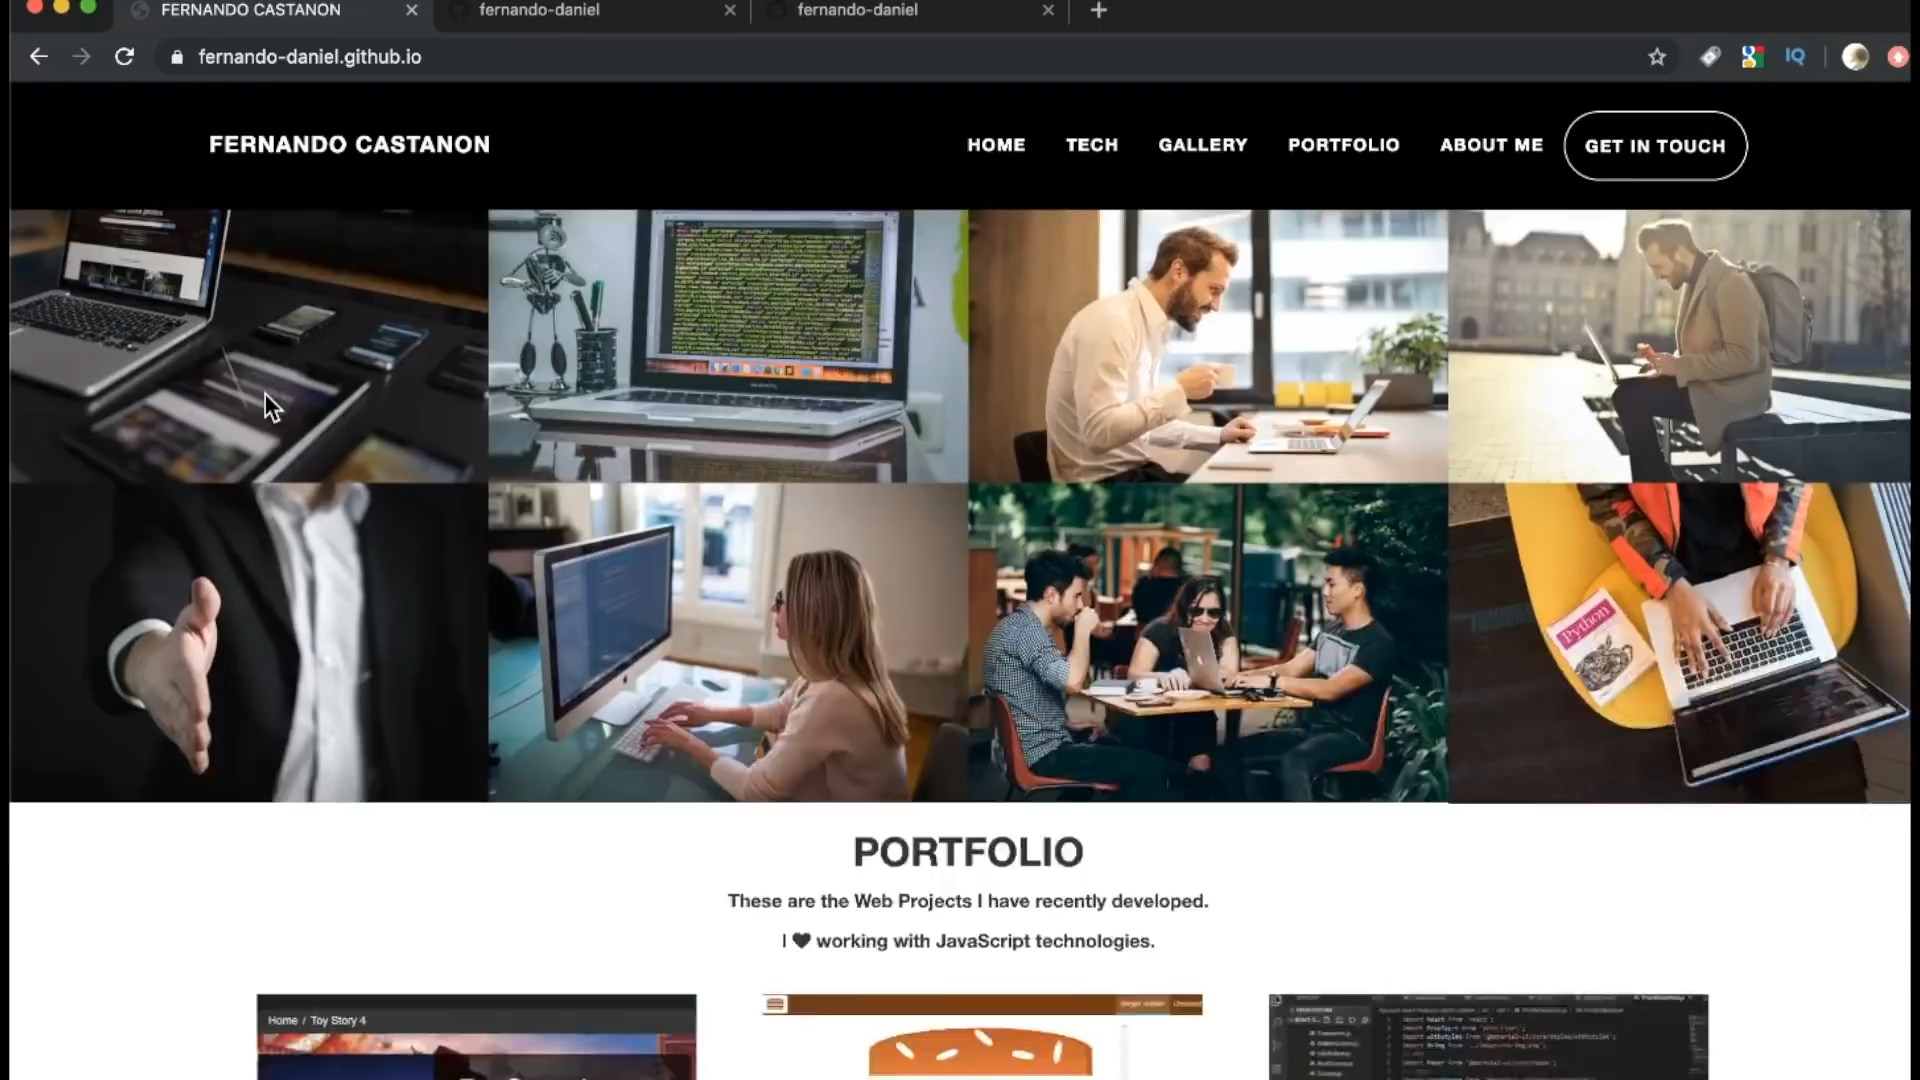 FERNANDO CASTANON
fernando-daniel
fernando-daniel
fernando-daniel.github.io
IQ
FERNANDO CASTANON
HOME
TECH
GALLERY
PORTFOLIO
ABOUT ME
GET IN TOUCH
Python
PORTFOLIO
These are the Web Projects I have recently developed.
I ♥ working with JavaScript technologies.
Home / Toy Story 4